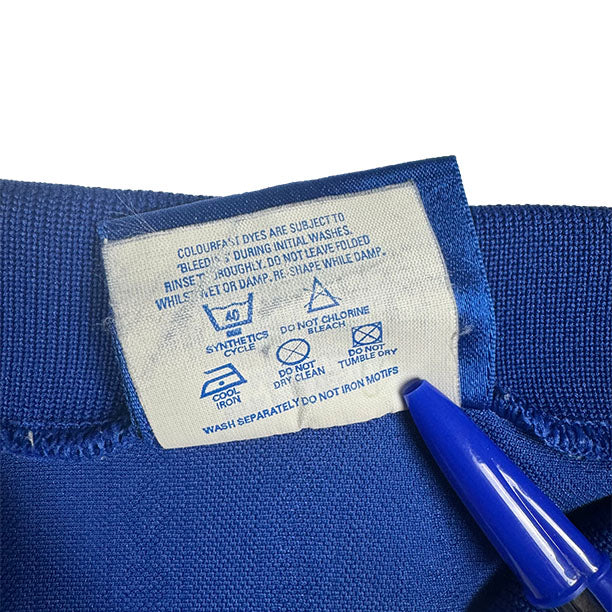 COLOURFAST DYES ARE SUBJECT TO
'BLEEDING' DURING INITIAL WASHES.
RINSE THOROUGHLY. DO NOT LEAVE FOLDED
WHILST WET OR DAMP. RE SHAPE WHILE DAMP.
40
SYNTHETICS
CYCLE
DO NOT CHLORINE
BLEACH
COOL
IRON
DO NOT
DRY CLEAN
DO NOT
TUMBLE DRY
WASH SEPARATELY DO NOT IRON MOTIFS